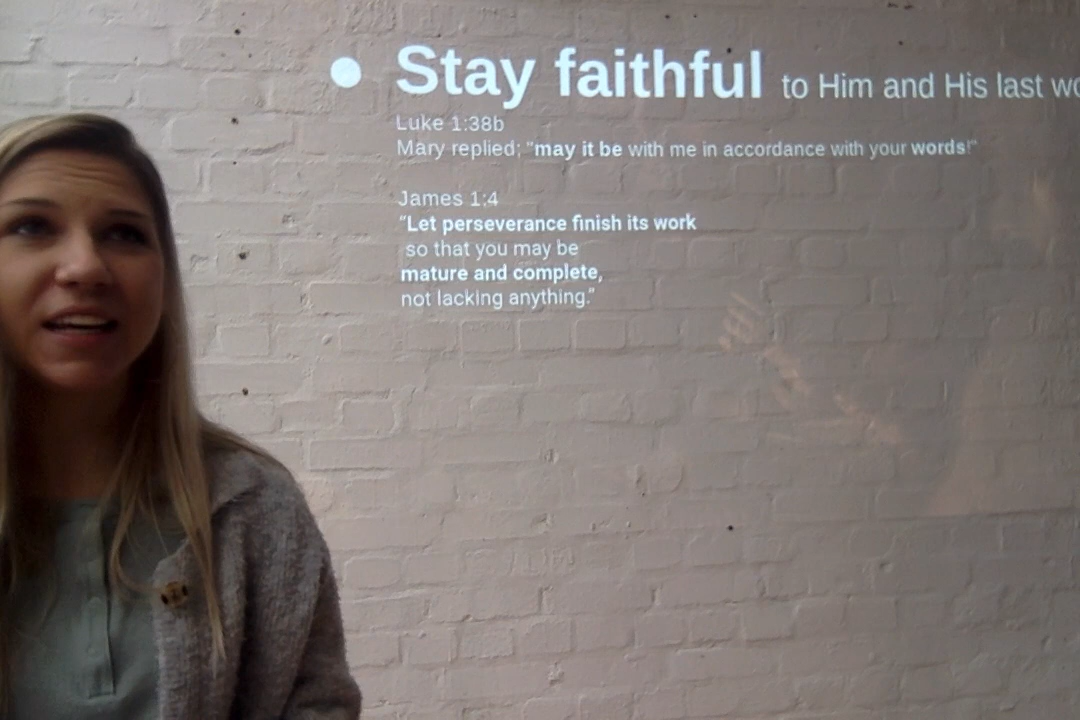 ● Stay faithful to Him and His last
Luke 1:38b
Mary replied; "may it be with me in accordance with your words!"
James 1:4
"Let perseverance finish its work
so that you may be
mature and complete,
not lacking anything."